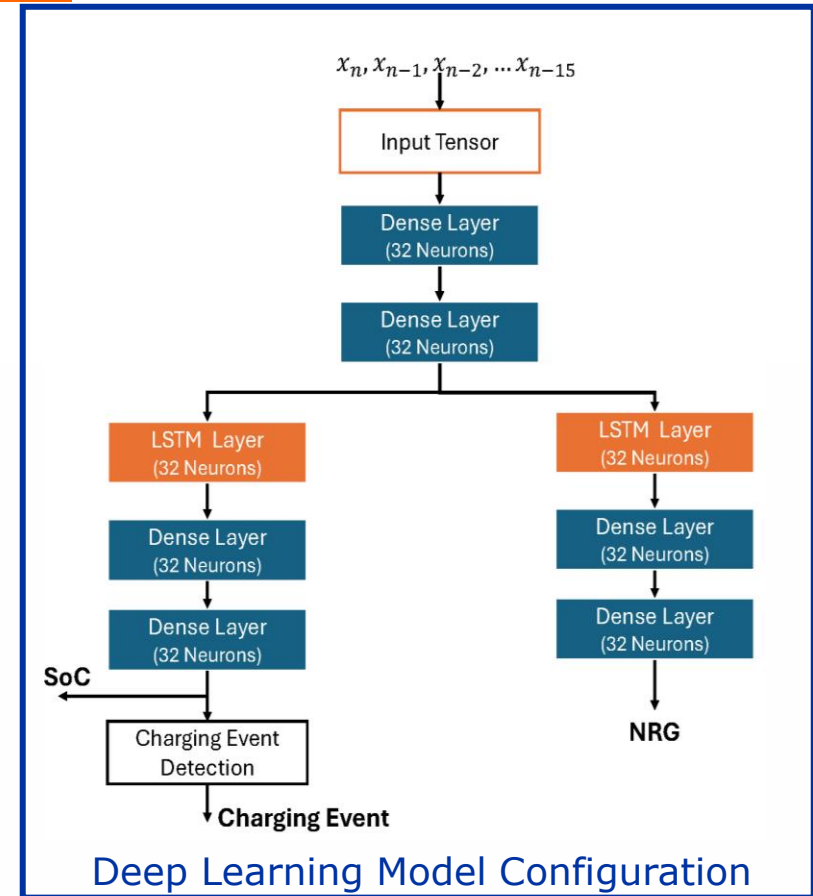 xₙ, xₙ₋₁, xₙ₋₂, … xₙ₋₁₅
Input Tensor
Dense Layer
(32 Neurons)
Dense Layer
(32 Neurons)
LSTM Layer
(32 Neurons)
Dense Layer
(32 Neurons)
Dense Layer
(32 Neurons)
SoC
Charging Event
Detection
Charging Event
LSTM Layer
(32 Neurons)
Dense Layer
(32 Neurons)
Dense Layer
(32 Neurons)
NRG
Deep Learning Model Configuration